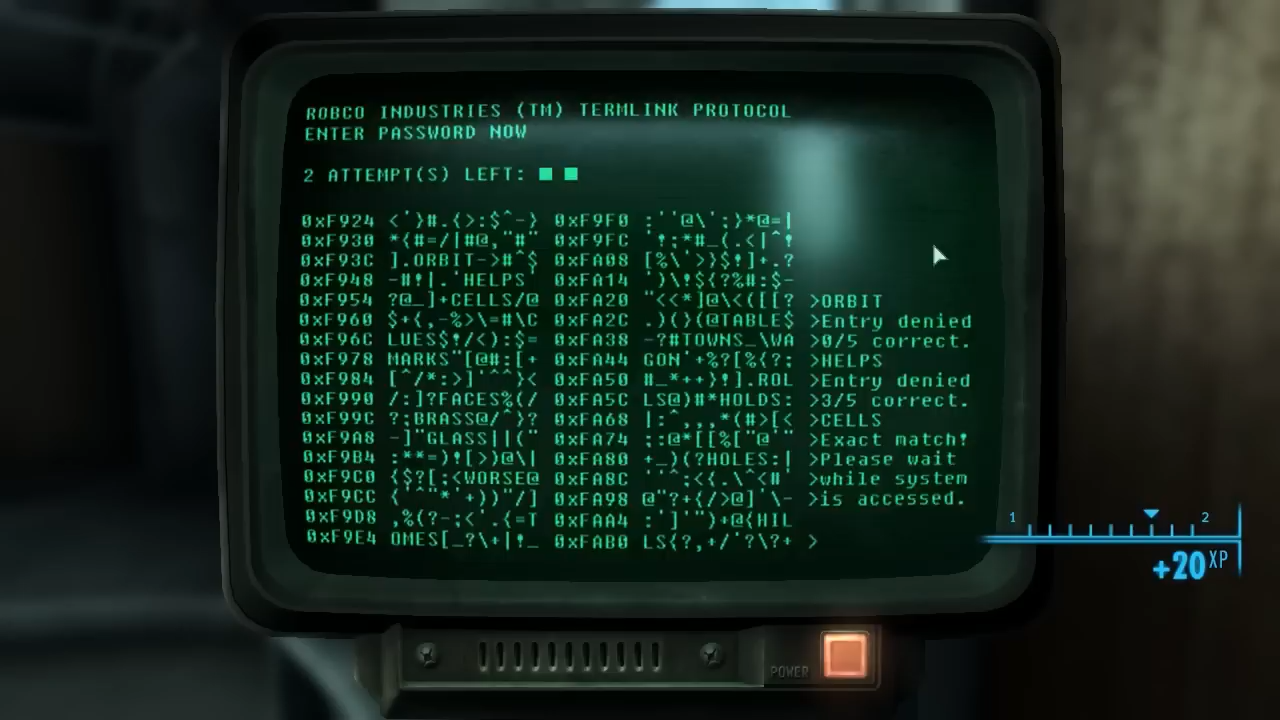 ROBCO INDUSTRIES (TM) TERMLINK PROTOCOL
ENTER PASSWORD NOW
2 ATTEMPT(S) LEFT: ■ ■
0xF924 <'}#.{>:$^-} 0xF9F0 :''@\';}*@=|
0xF930 *{#=/|#@,"#" 0xF9FC '!;*#_(.<|^!
0xF93C ].ORBIT->#^$ 0xFA08 [%\'>}$!]+.?
0xF948 -#!|.'HELPS' 0xFA14 ')\!${?%#:$-
0xF954 ?@_]+CELLS/@ 0xFA20 "<<*]@\<([[? >ORBIT
0xF960 $+{,-%>\=#\C 0xFA2C .)(}(@TABLE$ >Entry denied
0xF96C LUES$!/<):$= 0xFA38 -?#TOWNS_\WA >0/5 correct.
0xF978 MARKS"[@#:[+ 0xFA44 GON'+%?[%{?; >HELPS
0xF984 [^/*:>]'^^}< 0xFA50 #_*++}!].ROL >Entry denied
0xF990 /:]?FACES%(/ 0xFA5C LS@)#*HOLDS: >3/5 correct.
0xF99C ?;BRASS@/^}? 0xFA68 |:^,,,*(#>[< >CELLS
0xF9A8 -]"GLASS||(" 0xFA74 ;:@*[[%["@'" >Exact match!
0xF9B4 :**=)![>)@\| 0xFA80 +_)(?HOLES:| >Please wait
0xF9C0 {$?[;<WORSE@ 0xFA8C ''^;<{.\^<#' >while system
0xF9CC {'^"*'+))"/] 0xFA98 @"?+{/>@]'\- >is accessed.
0xF9D8 ,%(?-;<'.{=T 0xFAA4 :']'")+@{HIL
0xF9E4 OMES[_?\+|!_ 0xFAB0 LS{?,+/'?\?+ >
1 2
+20 XP
POWER